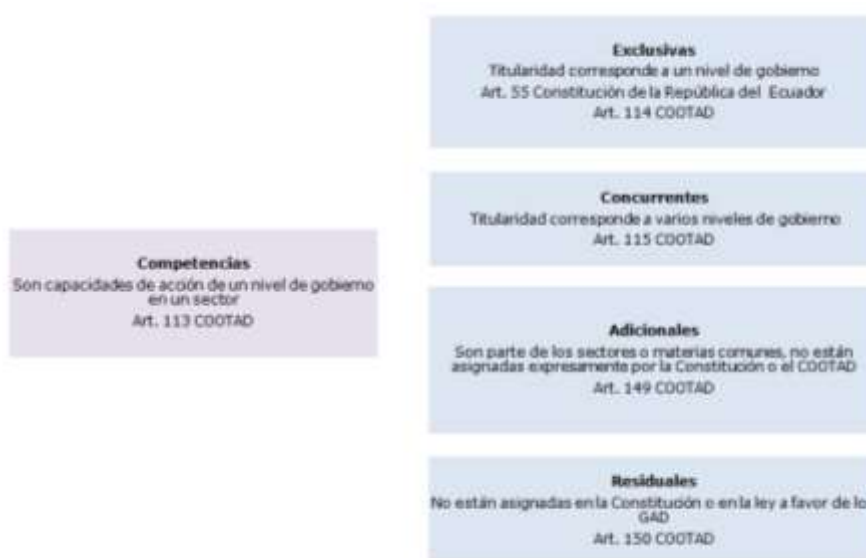 Competencias
Son capacidades de acción de un nivel de gobierno
en un sector
Art. 113 COOTAD
Exclusivas
Titularidad corresponde a un nivel de gobierno
Art. 55 Constitución de la República del Ecuador
Art. 114 COOTAD
Concurrentes
Titularidad corresponde a varios niveles de gobierno
Art. 115 COOTAD
Adicionales
Son parte de los sectores o materias comunes, no están
asignadas expresamente por la Constitución o el COOTAD
Art. 149 COOTAD
Residuales
No están asignadas en la Constitución o en la ley a favor de lo
GAD
Art. 150 COOTAD